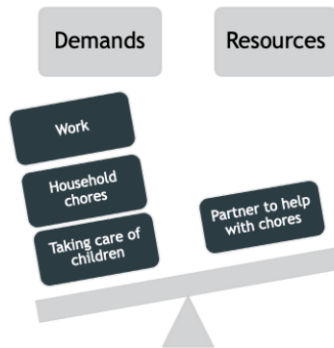 Demands
Resources
Work
Household
chores
Taking care of
children
Partner to help
with chores